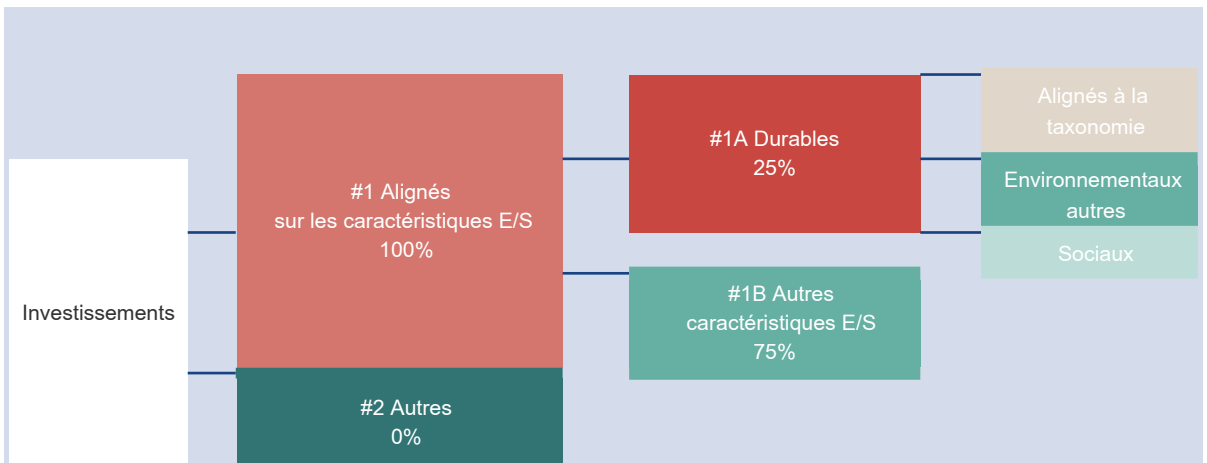 Investissements
#1 Alignés
sur les caractéristiques E/S
100%
#2 Autres
0%
#1A Durables
25%
#1B Autres
caractéristiques E/S
75%
Alignés à la
taxonomie
Environnementaux
autres
Sociaux